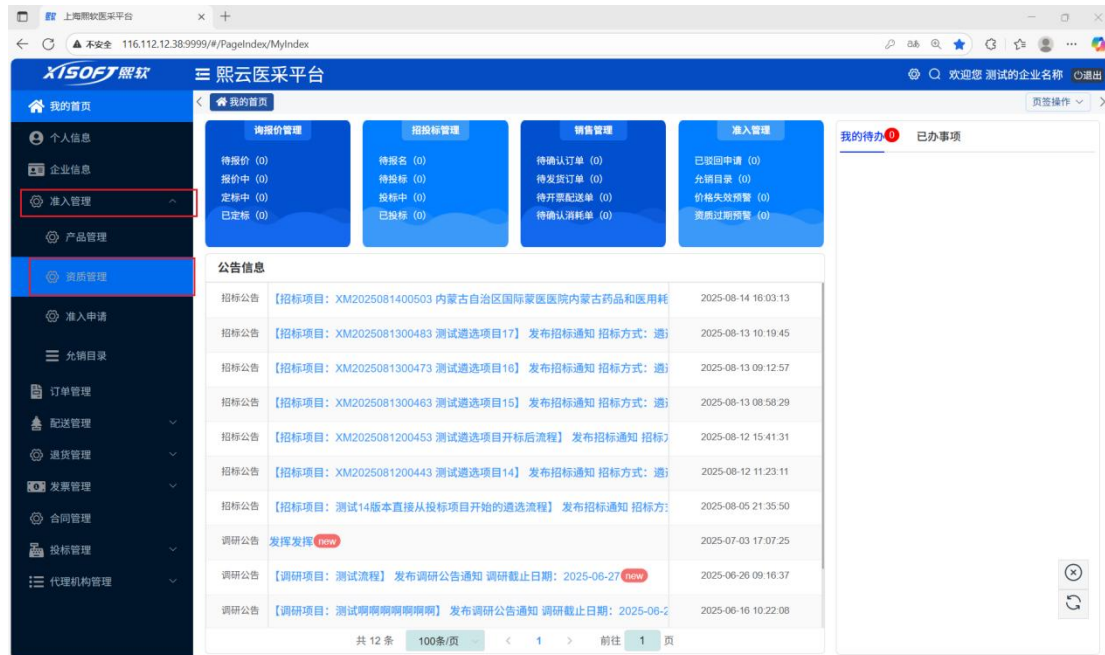 上海熙软医采平台
不安全 116.112.12.38:9999/#/PageIndex/MyIndex
XISOFT熙软
熙云医采平台
欢迎您 测试的企业名称 退出
我的首页
个人信息
企业信息
准入管理
产品管理
资质管理
准入申请
允销目录
订单管理
配送管理
退货管理
发票管理
合同管理
投标管理
代理机构管理
我的首页
页签操作
询报价管理
待报价 (0)
报价中 (0)
定标中 (0)
已定标 (0)
招投标管理
待报名 (0)
待投标 (0)
投标中 (0)
已投标 (0)
销售管理
待确认订单 (0)
待发货订单 (0)
待开票配送单 (0)
待确认消耗单 (0)
准入管理
已驳回申请 (0)
允销目录 (0)
价格失效预警 (0)
资质过期预警 (0)
我的待办 0 已办事项
公告信息
招标公告 【招标项目：XM2025081400503 内蒙古自治区国际蒙医医院内蒙古药品和医用耗 2025-08-14 16:03:13
招标公告 【招标项目：XM2025081300483 测试遴选项目17】 发布招标通知 招标方式：遴 2025-08-13 10:19:45
招标公告 【招标项目：XM2025081300473 测试遴选项目16】 发布招标通知 招标方式：遴 2025-08-13 09:12:57
招标公告 【招标项目：XM2025081300463 测试遴选项目15】 发布招标通知 招标方式：遴 2025-08-13 08:58:29
招标公告 【招标项目：XM2025081200453 测试遴选项目开标后流程】 发布招标通知 招标 2025-08-12 15:41:31
招标公告 【招标项目：XM2025081200443 测试遴选项目14】 发布招标通知 招标方式：遴 2025-08-12 11:23:11
招标公告 【招标项目：测试14版本直接从投标项目开始的遴选流程】 发布招标通知 招标方 2025-08-05 21:35:50
调研公告 发挥发挥 new 2025-07-03 17:07:25
调研公告 【调研项目：测试流程】 发布调研公告通知 调研截止日期：2025-06-27 new 2025-06-26 09:16:37
调研公告 【调研项目：测试啊啊啊啊啊啊啊】 发布调研公告通知 调研截止日期：2025-06-2 2025-06-16 10:22:08
共 12 条 100条/页 1 前往 1 页